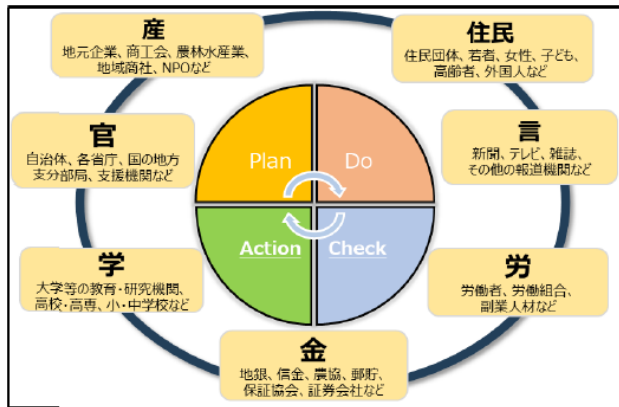 産
地元企業、商工会、農林水産業、
地域商社、NPOなど
住民
住民団体、若者、女性、子ども、
高齢者、外国人など
官
自治体、各省庁、国の地方
支分部局、支援機関など
Plan
Do
言
新聞、テレビ、雑誌、
その他の報道機関など
Action
Check
学
大学等の教育・研究機関、
高校・高専、小・中学校など
労
労働者、労働組合、
副業人材など
金
地銀、信金、農協、郵貯、
保証協会、証券会社など